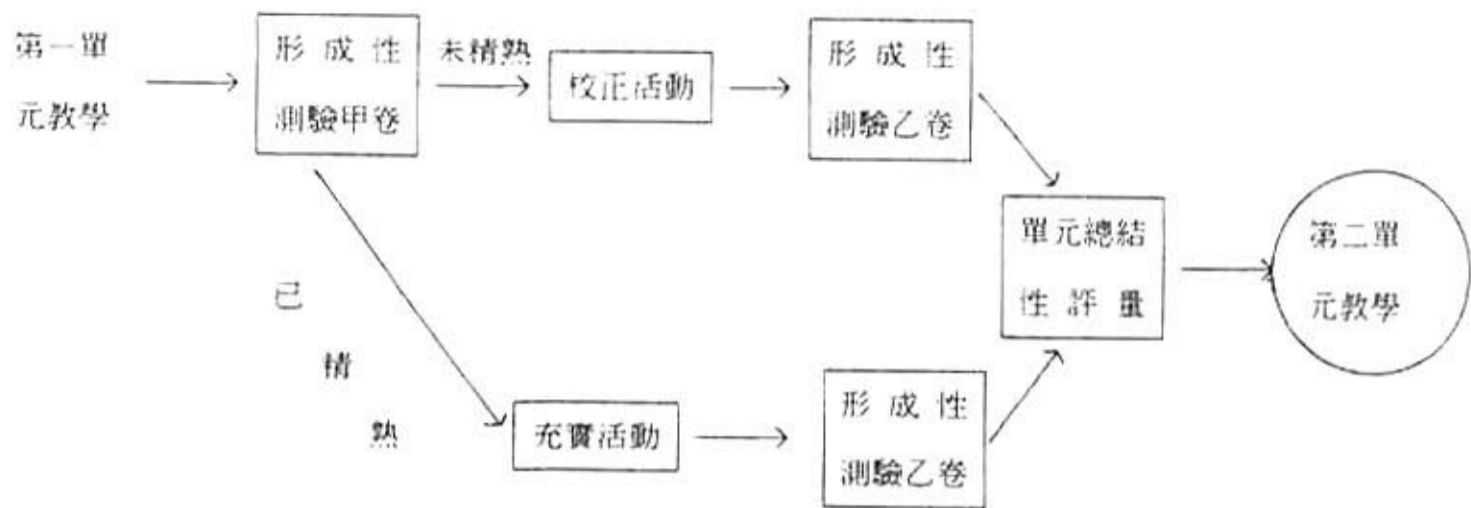 第一單
元教學
形成性
測驗甲卷
未精熟
校正活動
形成性
測驗乙卷
單元總結
性評量
第二單
元教學
已
精
熟
充實活動
形成性
測驗乙卷